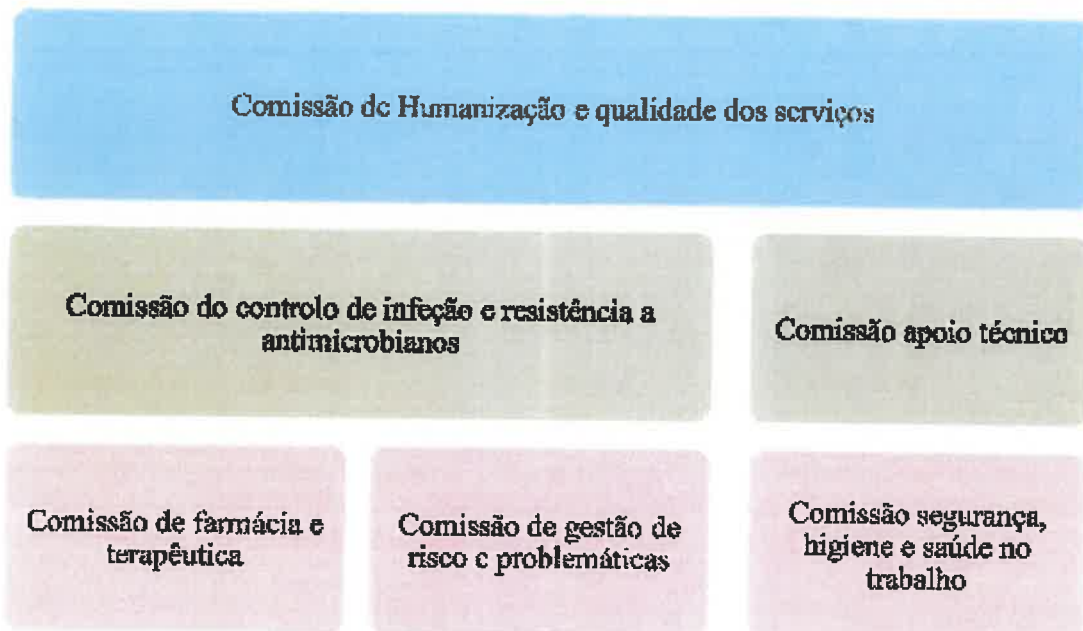 Comissão de Humanização e qualidade dos serviços
Comissão do controlo de infeção e resistência a
antimicrobianos
Comissão apoio técnico
Comissão de farmácia e
terapêutica
Comissão de gestão de
risco e problemáticas
Comissão segurança,
higiene e saúde no
trabalho